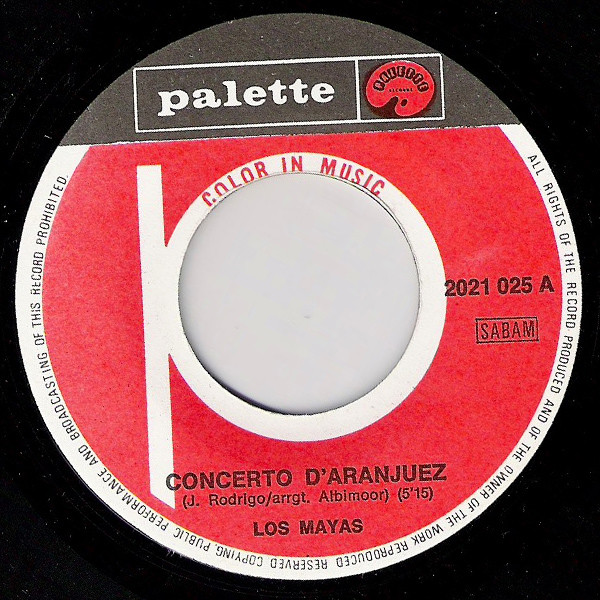 palette
PALETTE
RECORDS
COLOR IN MUSIC
ALL RIGHTS OF THE RECORD PRODUCED AND OF THE OWNER OF THE WORK REPRODUCED RESERVED COPYING PUBLIC PERFORMANCE AND BROADCASTING OF THIS RECORD PROHIBITED.
2021 025 A
SABAM
CONCERTO D'ARANJUEZ
(J. Rodrigo/arrgt. Albimoor) (5'15)
LOS MAYAS